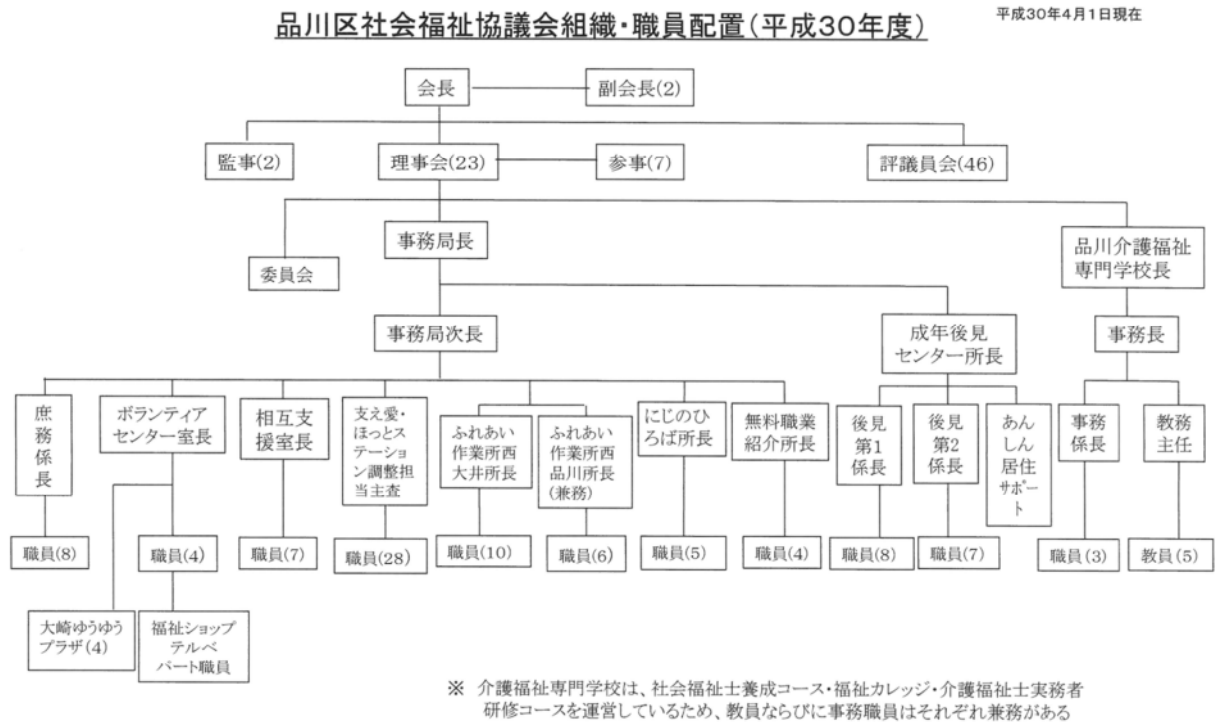 品川区社会福祉協議会組織・職員配置(平成30年度)
平成30年4月1日現在
会長
副会長(2)
監事(2)
理事会(23)
参事(7)
評議員会(46)
事務局長
委員会
品川介護福祉
専門学校長
事務局次長
成年後見
センター所長
事務長
庶
務
係
長
ボランティア
センター室長
相互支
援室長
支え愛・
ほっとス
テーショ
ン調整担
当主査
ふれあい
作業所西
大井所長
ふれあい
作業所西
品川所長
(兼務)
にじのひ
ろば所長
無料職業
紹介所長
後見
第1
係長
後見
第2
係長
あん
しん
居住
サポー
ト
事務
係長
教務
主任
職員(8)
職員(4)
職員(7)
職員(28)
職員(10)
職員(6)
職員(5)
職員(4)
職員(8)
職員(7)
職員(3)
教員(5)
大崎ゆうゆう
プラザ(4)
福祉ショップ
テルベ
パート職員
※ 介護福祉専門学校は、社会福祉士養成コース・福祉カレッジ・介護福祉士実務者
研修コースを運営しているため、教員ならびに事務職員はそれぞれ兼務がある